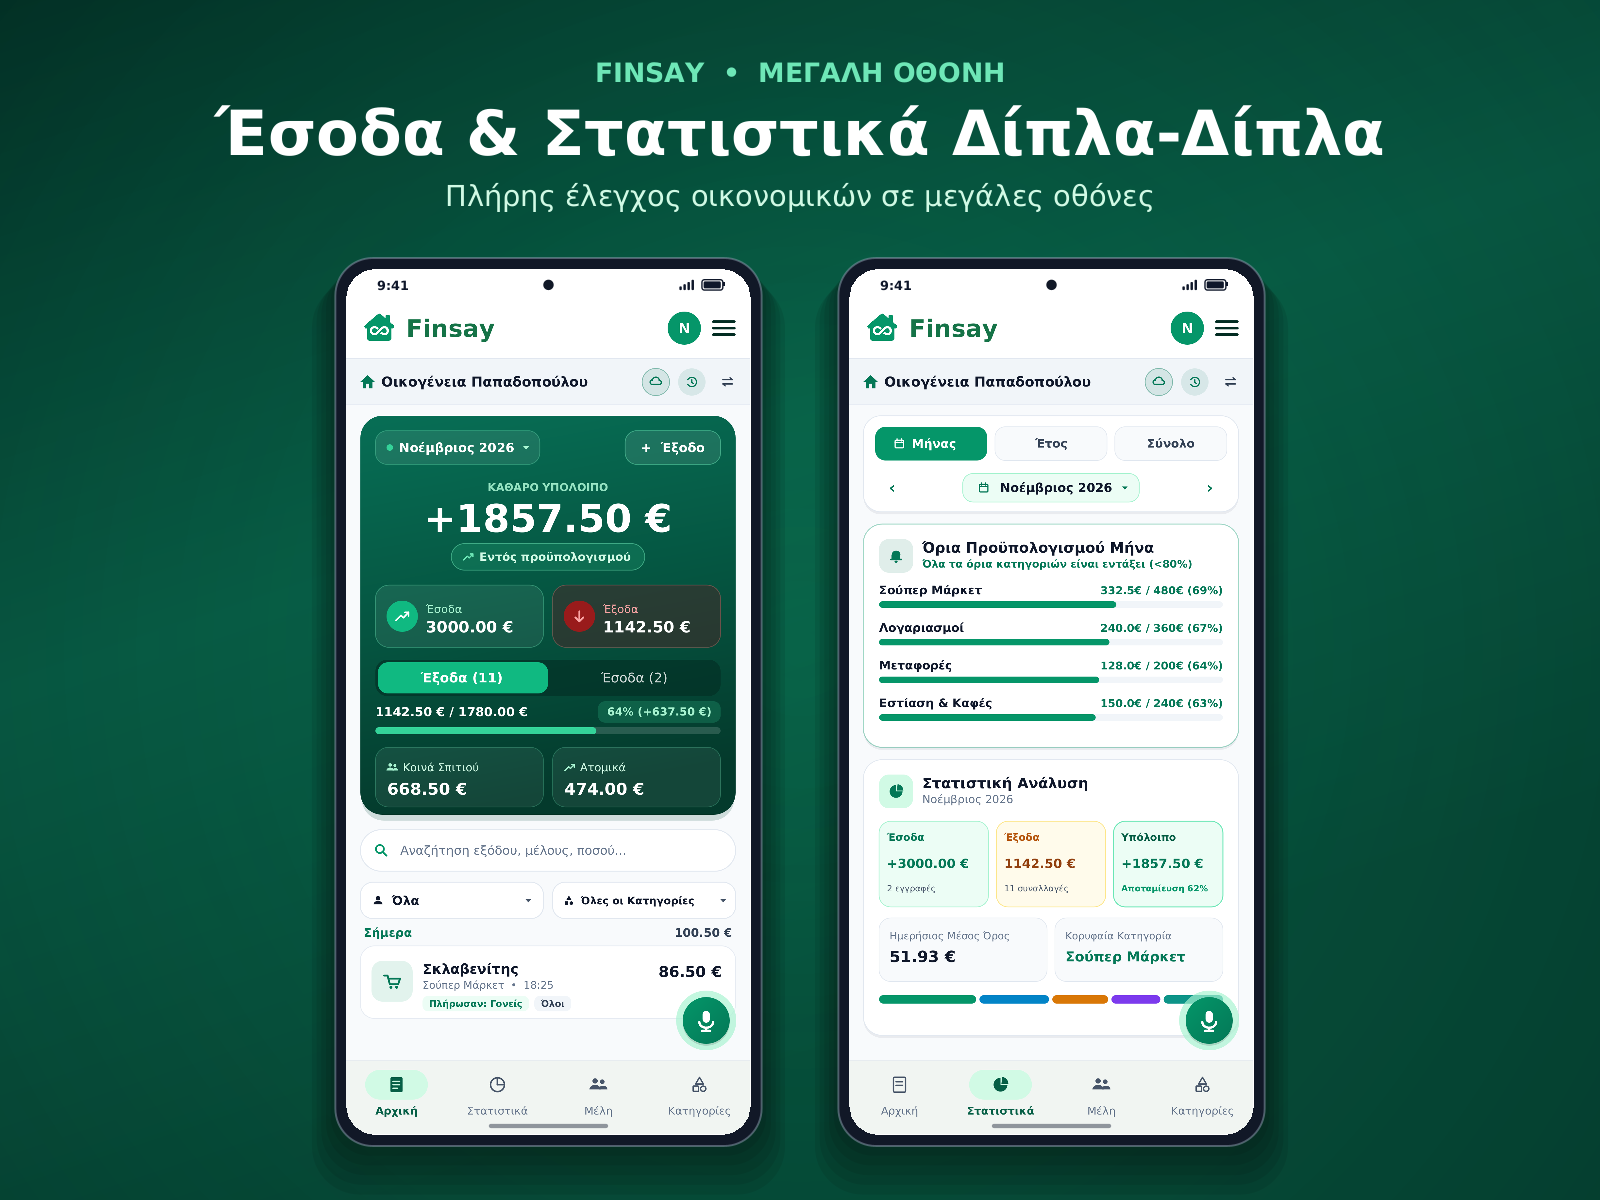 FINSAY • ΜΕΓΑΛΗ ΟΘΟΝΗ
Έσοδα & Στατιστικά Δίπλα-Δίπλα
Πλήρης έλεγχος οικονομικών σε μεγάλες οθόνες
9:41
Finsay
N
Οικογένεια Παπαδοπούλου
Νοέμβριος 2026
+ Έξοδο
ΚΑΘΑΡΟ ΥΠΟΛΟΙΠΟ
+1857.50 €
Εντός προϋπολογισμού
Έσοδα
3000.00 €
Έξοδα
1142.50 €
Έξοδα (11)
Έσοδα (2)
1142.50 € / 1780.00 €
64% (+637.50 €)
Κοινά Σπιτιού
668.50 €
Ατομικά
474.00 €
Αναζήτηση εξόδου, μέλους, ποσού...
Όλα
Όλες οι Κατηγορίες
Σήμερα
100.50 €
Σκλαβενίτης
86.50 €
Σούπερ Μάρκετ • 18:25
Πλήρωσαν: Γονείς
Όλοι
Αρχική
Στατιστικά
Μέλη
Κατηγορίες
9:41
Finsay
N
Οικογένεια Παπαδοπούλου
Μήνας
Έτος
Σύνολο
‹
Νοέμβριος 2026
›
Όρια Προϋπολογισμού Μήνα
Όλα τα όρια κατηγοριών είναι εντάξει (<80%)
Σούπερ Μάρκετ
332.5€ / 480€ (69%)
Λογαριασμοί
240.0€ / 360€ (67%)
Μεταφορές
128.0€ / 200€ (64%)
Εστίαση & Καφές
150.0€ / 240€ (63%)
Στατιστική Ανάλυση
Νοέμβριος 2026
Έσοδα
+3000.00 €
2 εγγραφές
Έξοδα
1142.50 €
11 συναλλαγές
Υπόλοιπο
+1857.50 €
Αποταμίευση 62%
Ημερήσιος Μέσος Όρος
51.93 €
Κορυφαία Κατηγορία
Σούπερ Μάρκετ
Αρχική
Στατιστικά
Μέλη
Κατηγορίες